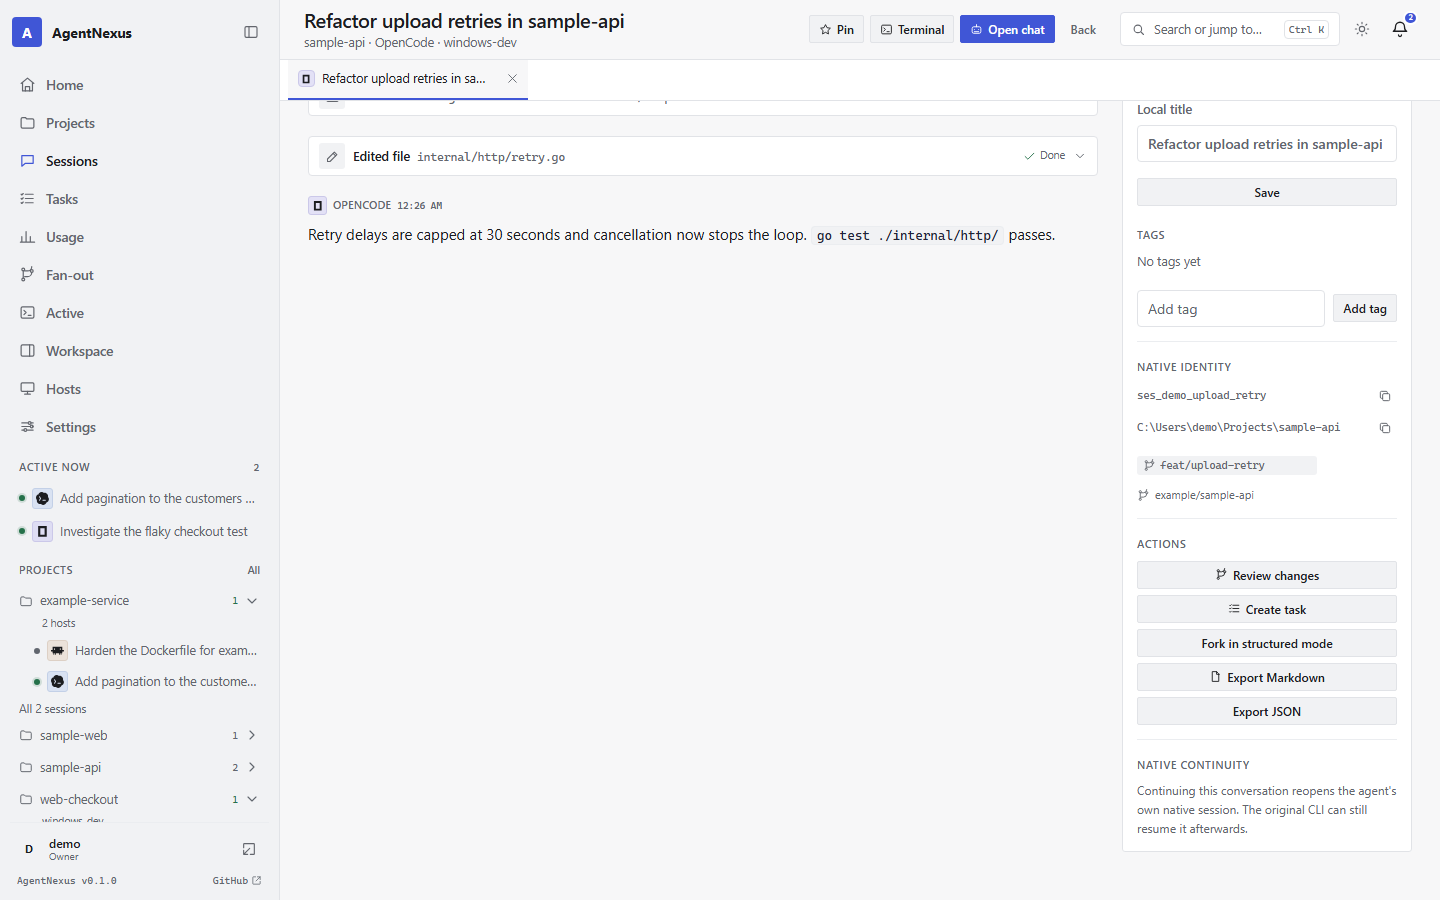 A
AgentNexus
Home
Projects
Sessions
Tasks
Usage
Fan-out
Active
Workspace
Hosts
Settings
ACTIVE NOW 2
Add pagination to the customers ...
Investigate the flaky checkout test
PROJECTS All
example-service 1
2 hosts
Harden the Dockerfile for exam...
Add pagination to the custome...
All 2 sessions
sample-web 1
sample-api 2
web-checkout 1
windows-dev
D
demo
Owner
AgentNexus v0.1.0 GitHub
Refactor upload retries in sample-api
sample-api · OpenCode · windows-dev
Pin
Terminal
Open chat
Back
Search or jump to... Ctrl K
2
Refactor upload retries in sa...
Edited file internal/http/retry.go Done
OPENCODE 12:26 AM
Retry delays are capped at 30 seconds and cancellation now stops the loop. go test ./internal/http/ passes.
Local title
Refactor upload retries in sample-api
Save
TAGS
No tags yet
Add tag Add tag
NATIVE IDENTITY
ses_demo_upload_retry
C:\Users\demo\Projects\sample-api
feat/upload-retry
example/sample-api
ACTIONS
Review changes
Create task
Fork in structured mode
Export Markdown
Export JSON
NATIVE CONTINUITY
Continuing this conversation reopens the agent's
own native session. The original CLI can still
resume it afterwards.